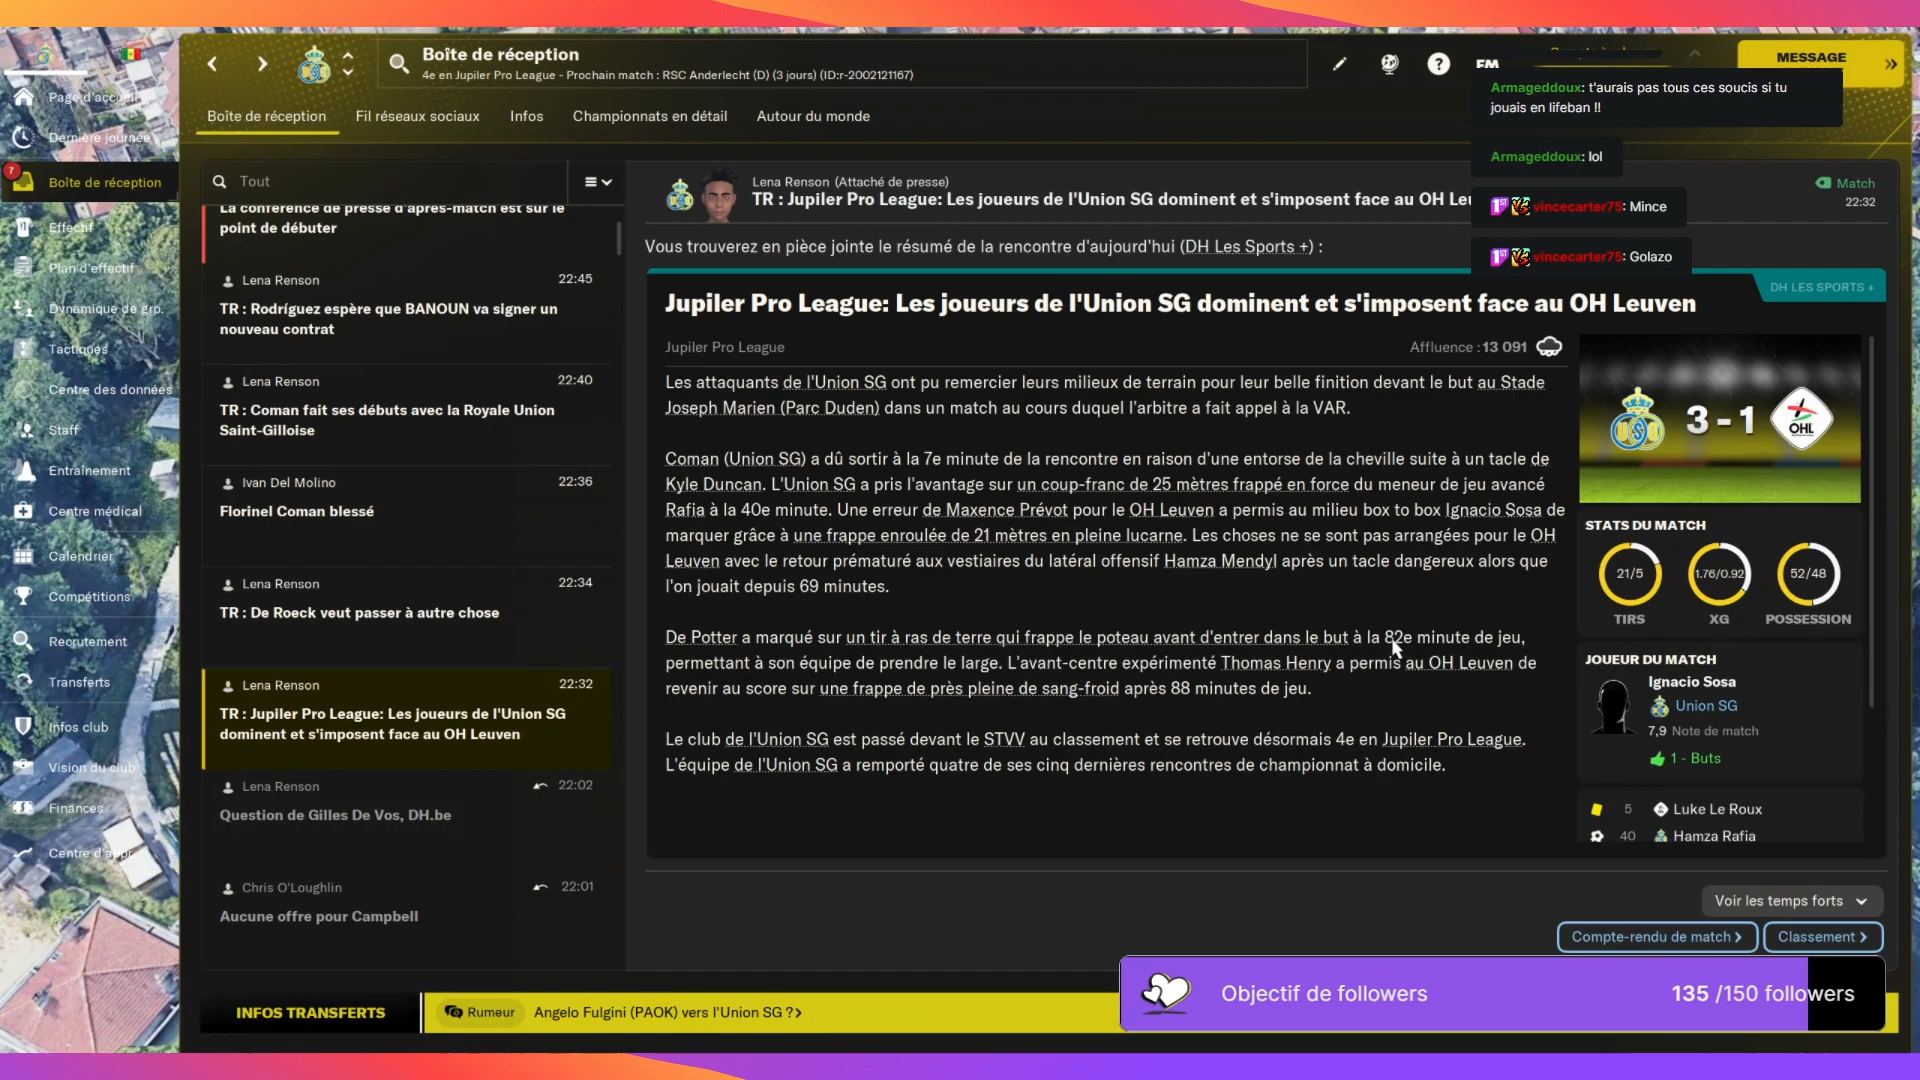 Boîte de réception
4e en Jupiler Pro League - Prochain match : RSC Anderlecht (D) (3 jours) (ID:r-2002121167)
FM
MESSAGE
Boîte de réception
Fil réseaux sociaux
Infos
Championnats en détail
Autour du monde
Armageddoux: t'aurais pas tous ces soucis si tu
jouais en lifeban !!
Armageddoux: lol
vincecarter75: Mince
vincecarter75: Golazo
Page d'accueil
Dernière journée
7
Boîte de réception
Effectif
Plan d'effectif
Dynamique de grp.
Tactiques
Centre des données
Staff
Entraînement
Centre médical
Calendrier
Compétitions
Recrutement
Transferts
Infos club
Vision du club
Finances
Centre d'appr.
Tout
La conférence de presse d'après-match est sur le
point de débuter
Lena Renson
22:45
TR : Rodríguez espère que BANOUN va signer un
nouveau contrat
Lena Renson
22:40
TR : Coman fait ses débuts avec la Royale Union
Saint-Gilloise
Ivan Del Molino
22:36
Florinel Coman blessé
Lena Renson
22:34
TR : De Roeck veut passer à autre chose
Lena Renson
22:32
TR : Jupiler Pro League: Les joueurs de l'Union SG
dominent et s'imposent face au OH Leuven
Lena Renson
22:02
Question de Gilles De Vos, DH.be
Chris O'Loughlin
22:01
Aucune offre pour Campbell
Lena Renson (Attaché de presse)
TR : Jupiler Pro League: Les joueurs de l'Union SG dominent et s'imposent face au OH Leu
Match
22:32
Vous trouverez en pièce jointe le résumé de la rencontre d'aujourd'hui (DH Les Sports +) :
DH LES SPORTS +
Jupiler Pro League: Les joueurs de l'Union SG dominent et s'imposent face au OH Leuven
Jupiler Pro League
Affluence : 13 091
Les attaquants de l'Union SG ont pu remercier leurs milieux de terrain pour leur belle finition devant le but au Stade
Joseph Marien (Parc Duden) dans un match au cours duquel l'arbitre a fait appel à la VAR.
Coman (Union SG) a dû sortir à la 7e minute de la rencontre en raison d'une entorse de la cheville suite à un tacle de
Kyle Duncan. L'Union SG a pris l'avantage sur un coup-franc de 25 mètres frappé en force du meneur de jeu avancé
Rafia à la 40e minute. Une erreur de Maxence Prévot pour le OH Leuven a permis au milieu box to box Ignacio Sosa de
marquer grâce à une frappe enroulée de 21 mètres en pleine lucarne. Les choses ne se sont pas arrangées pour le OH
Leuven avec le retour prématuré aux vestiaires du latéral offensif Hamza Mendyl après un tacle dangereux alors que
l'on jouait depuis 69 minutes.
De Potter a marqué sur un tir à ras de terre qui frappe le poteau avant d'entrer dans le but à la 82e minute de jeu,
permettant à son équipe de prendre le large. L'avant-centre expérimenté Thomas Henry a permis au OH Leuven de
revenir au score sur une frappe de près pleine de sang-froid après 88 minutes de jeu.
Le club de l'Union SG est passé devant le STVV au classement et se retrouve désormais 4e en Jupiler Pro League.
L'équipe de l'Union SG a remporté quatre de ses cinq dernières rencontres de championnat à domicile.
USG
3 - 1
OHL
STATS DU MATCH
21/5
1.76/0.92
52/48
TIRS
XG
POSSESSION
JOUEUR DU MATCH
Ignacio Sosa
Union SG
7,9 Note de match
1 - Buts
5 Luke Le Roux
40 Hamza Rafia
Voir les temps forts
Compte-rendu de match
Classement
INFOS TRANSFERTS
Rumeur
Angelo Fulgini (PAOK) vers l'Union SG ?
Objectif de followers
135 /150 followers